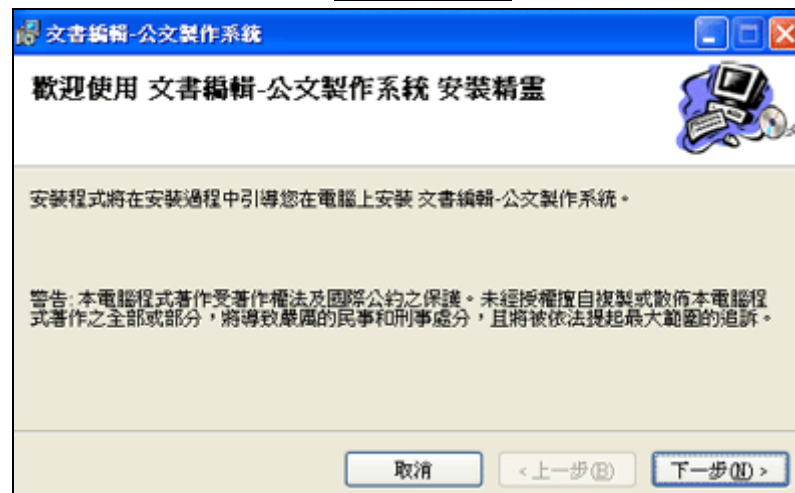 文書編輯-公文製作系統
歡迎使用 文書編輯-公文製作系統 安裝精靈
安裝程式將在安裝過程中引導您在電腦上安裝 文書編輯-公文製作系統。
警告: 本電腦程式著作受著作權法及國際公約之保護。未經授權擅自複製或散佈本電腦程
式著作之全部或部分，將導致嚴厲的民事和刑事處分，且將被依法提起最大範圍的追訴。
取消 <上一步(B) 下一步(N)>